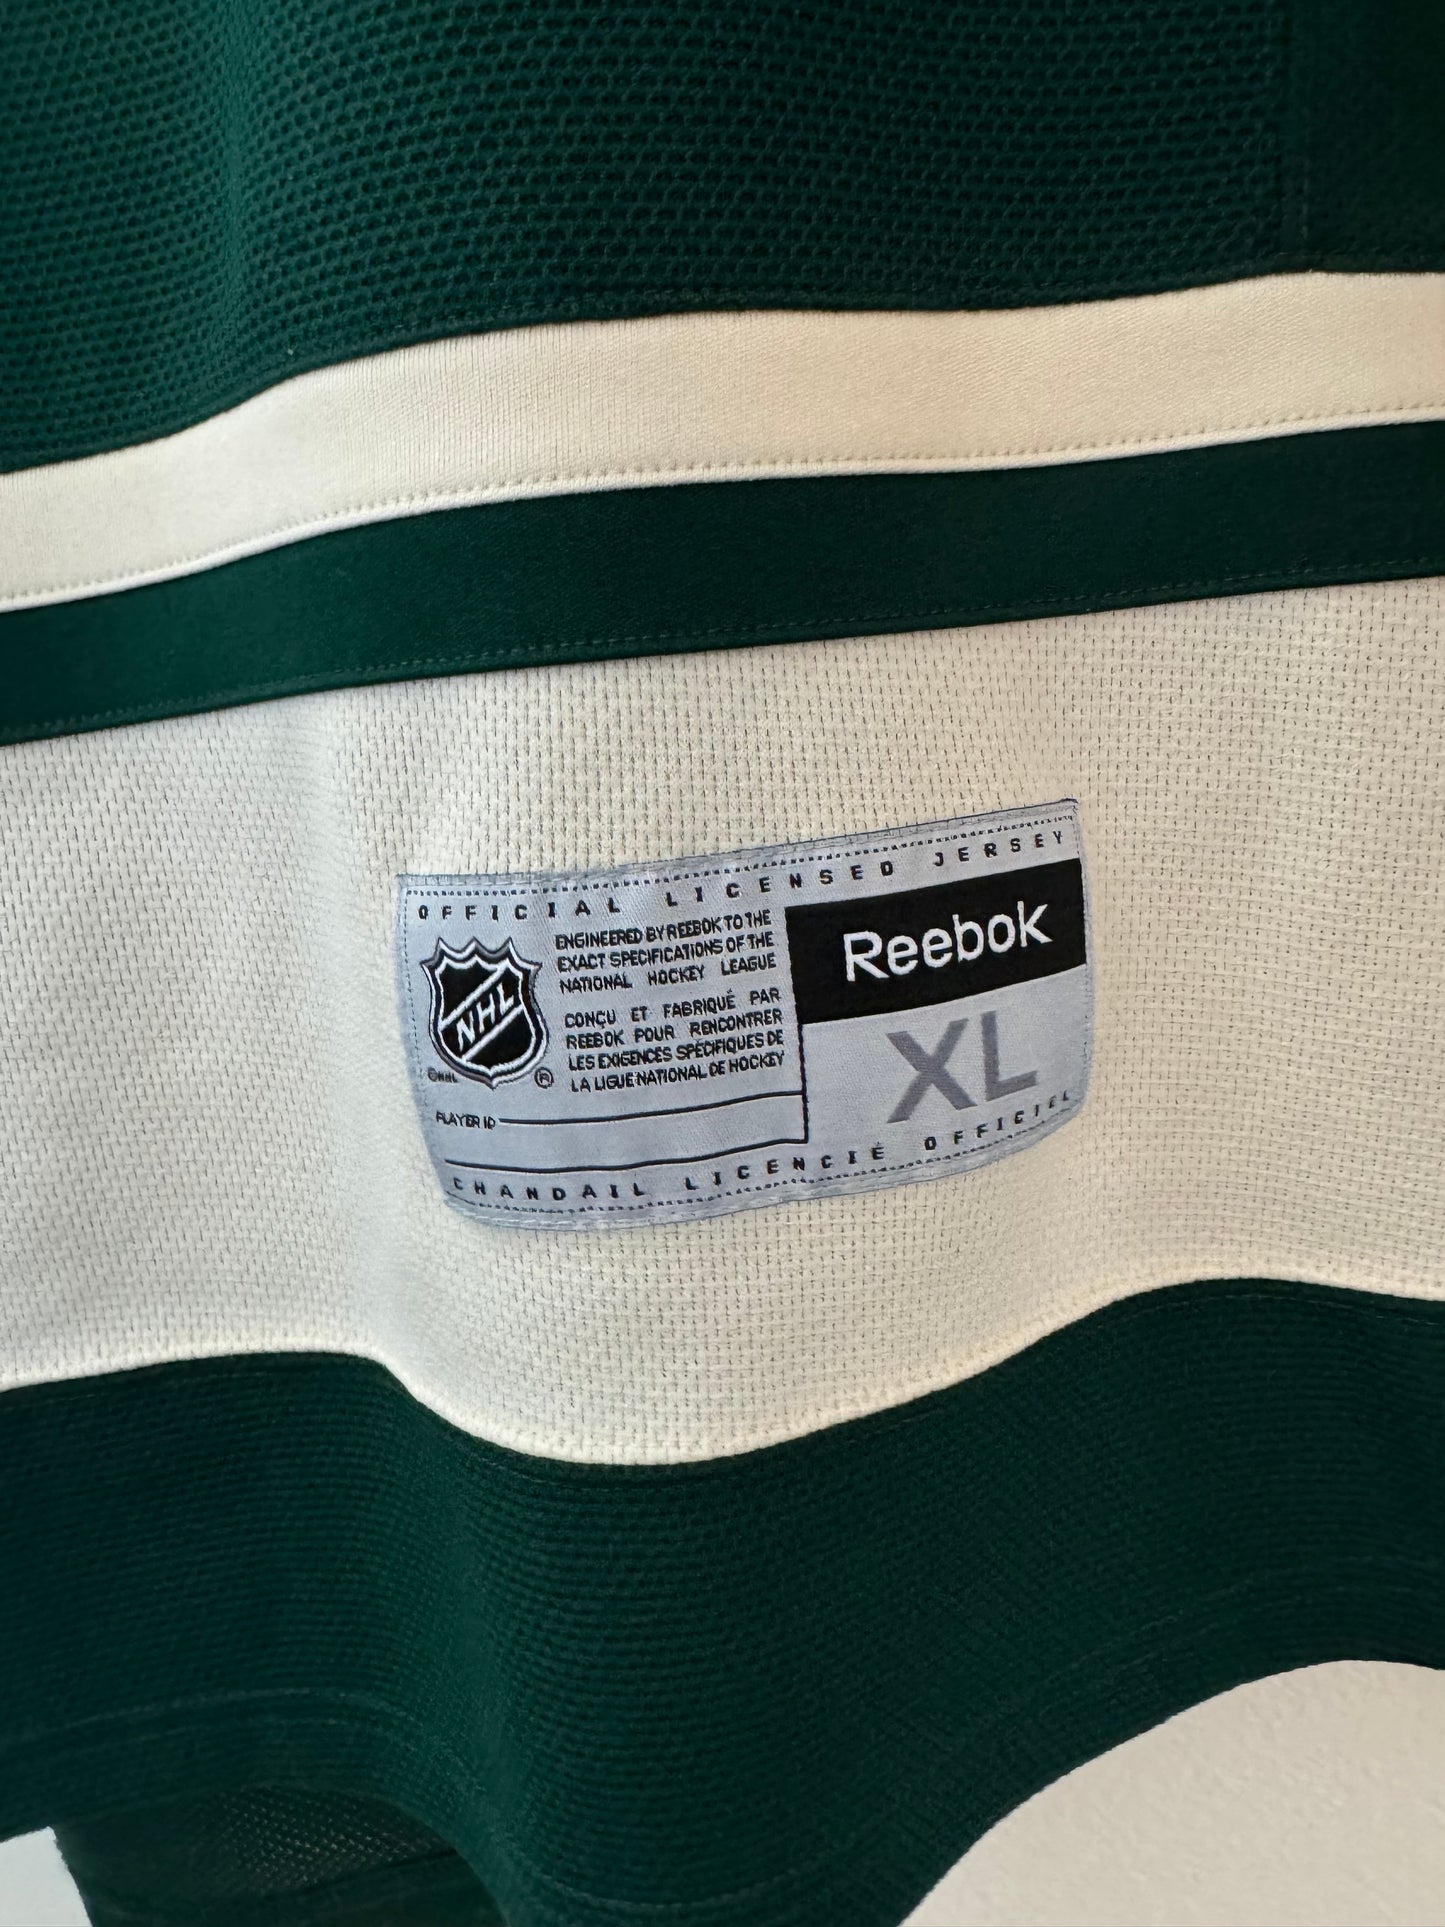 OFFICIAL LICENSED JERSEY
ENGINEERED BY REEBOK TO THE
EXACT SPECIFICATIONS OF THE
NATIONAL HOCKEY LEAGUE
CONÇU ET FABRIQUÉ PAR
REEBOK POUR RENCONTRER
LES EXIGENCES SPÉCIFIQUES DE
LA LIGUE NATIONAL DE HOCKEY
NHL
©NHL
®
PLAYER ID
Reebok
XL
CHANDAIL LICENCIÉ OFFICIEL